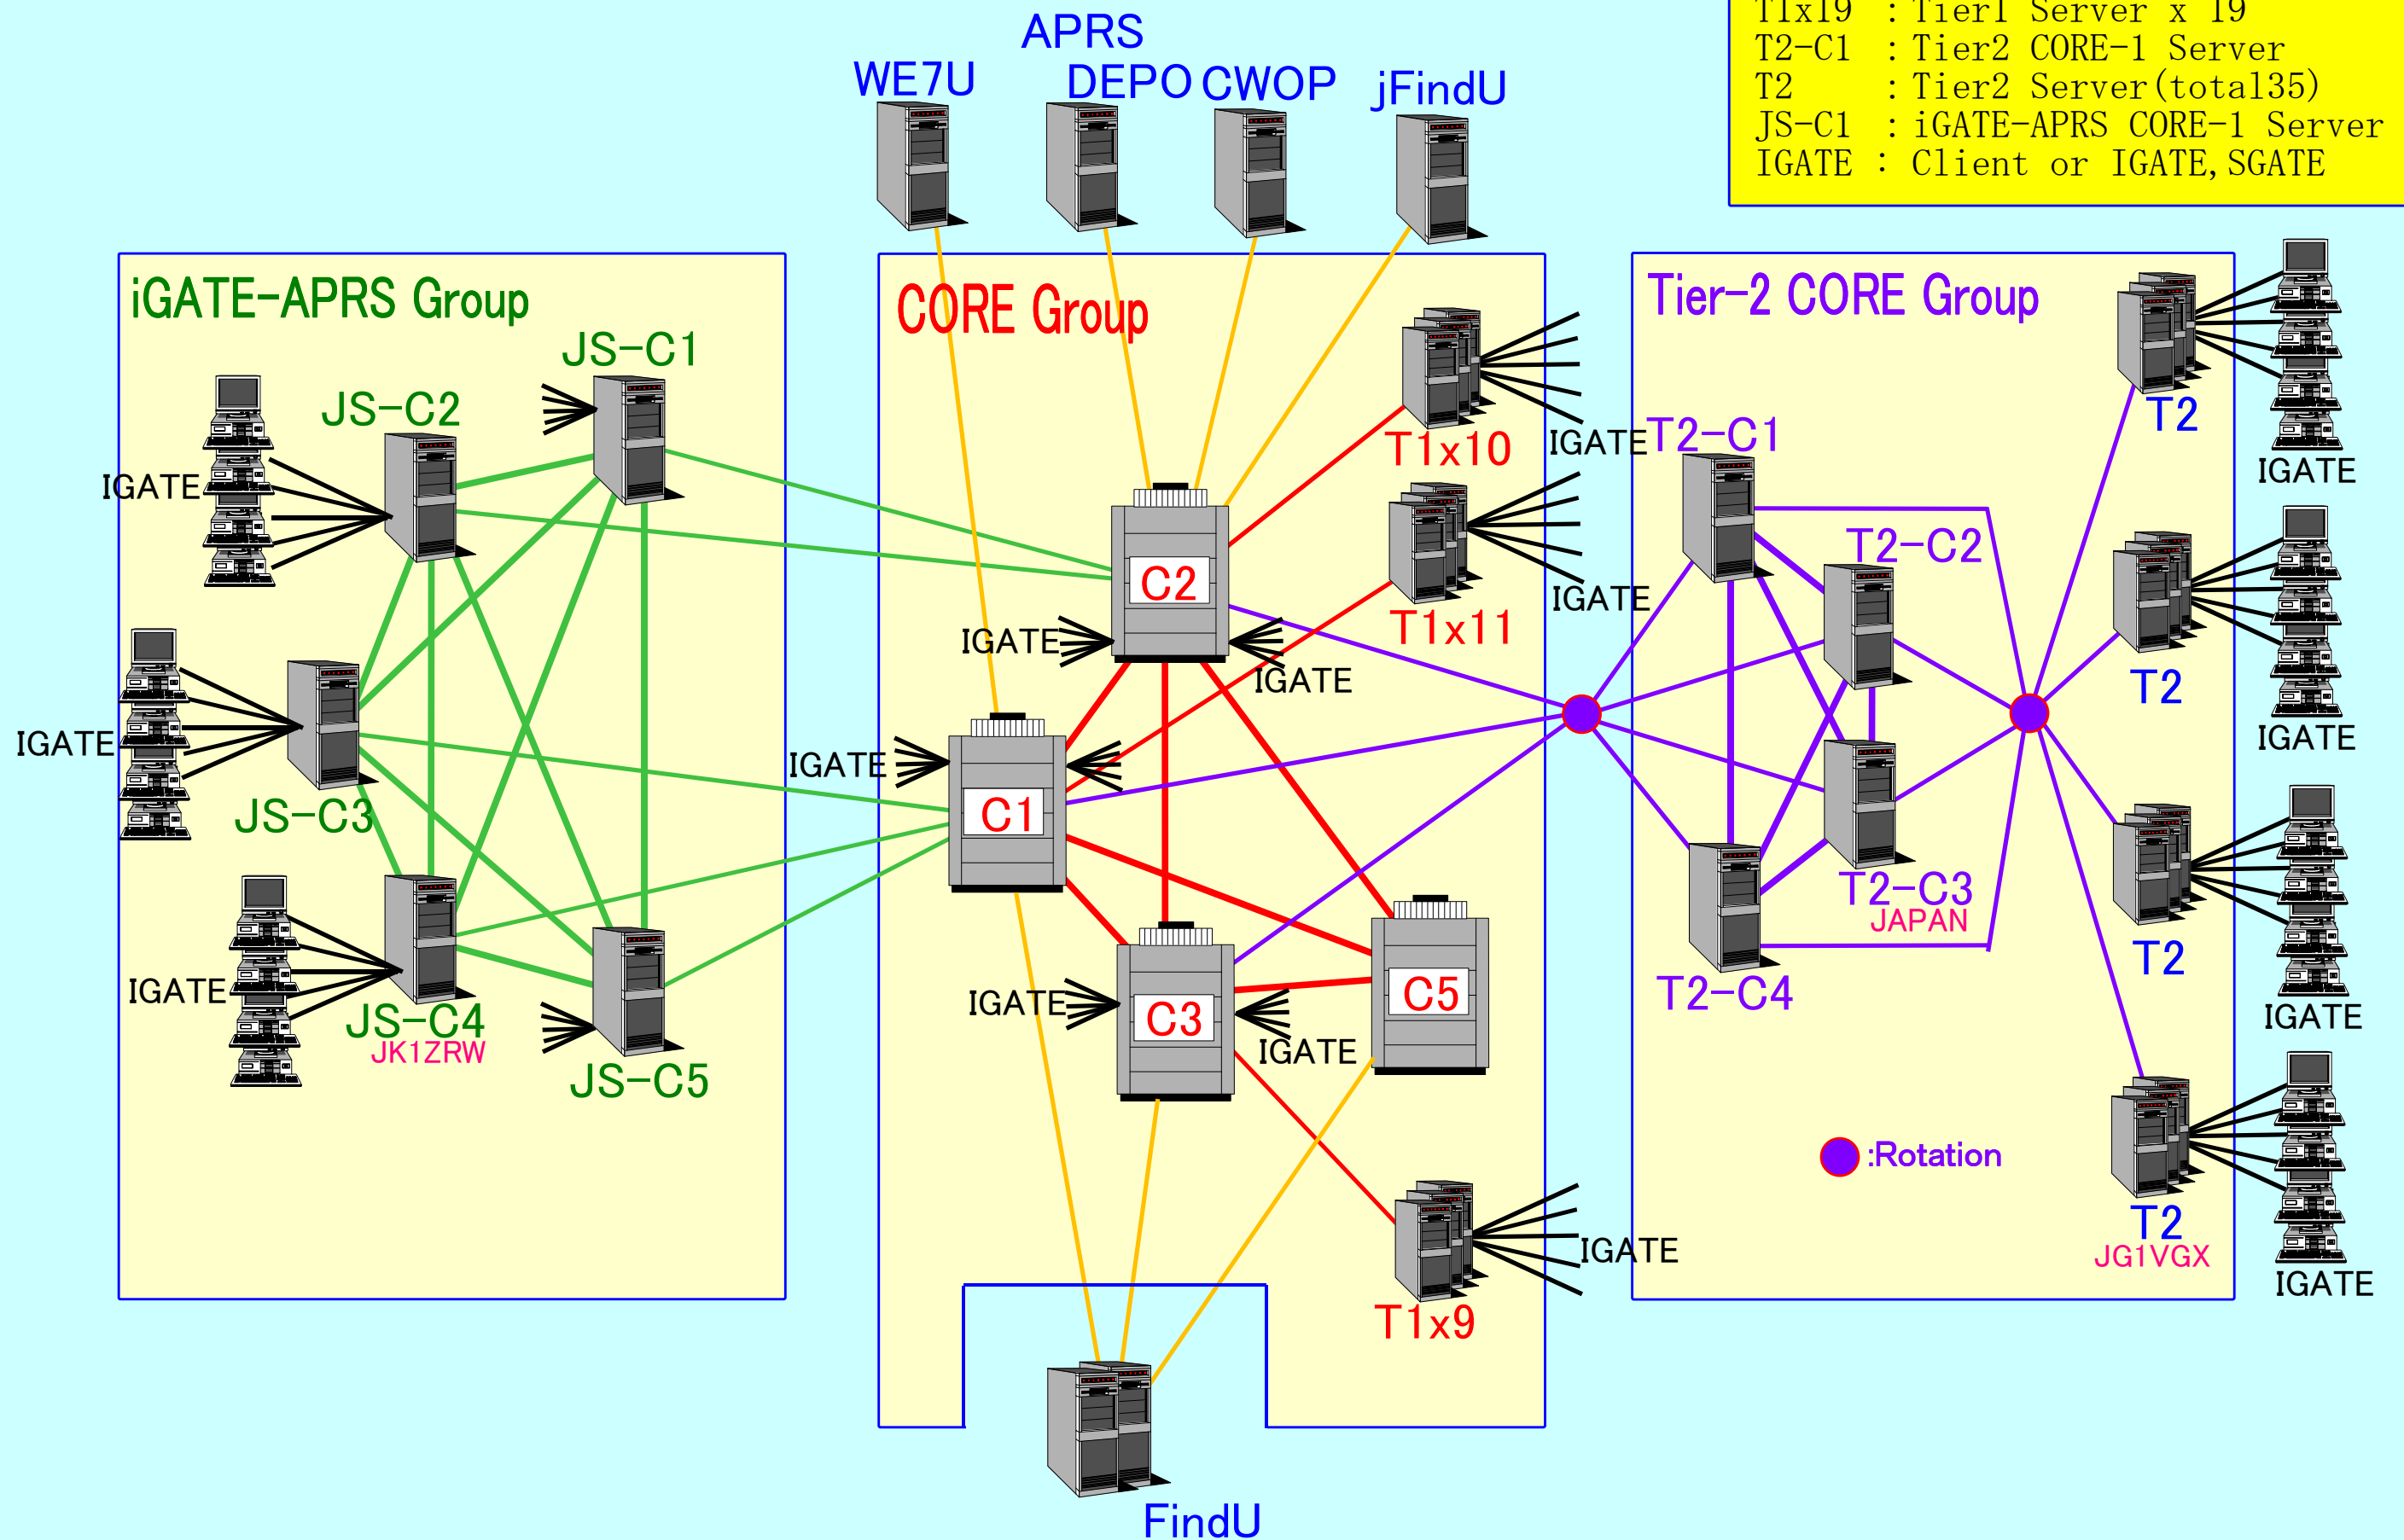 T1x19 : Tier1 Server x 19
T2-C1 : Tier2 CORE-1 Server
T2 : Tier2 Server(total35)
JS-C1 : iGATE-APRS CORE-1 Server
IGATE : Client or IGATE,SGATE
APRS
WE7U
DEPO
CWOP
jFindU
iGATE-APRS Group
JS-C1
JS-C2
IGATE
IGATE
JS-C3
IGATE
JS-C4
JK1ZRW
JS-C5
CORE Group
T1x10
IGATE
C2
T1x11
IGATE
IGATE
IGATE
IGATE
C1
C5
IGATE
C3
IGATE
IGATE
T1x9
FindU
Tier-2 CORE Group
T2
IGATE
T2-C1
T2-C2
T2
IGATE
T2-C3
JAPAN
T2-C4
T2
IGATE
:Rotation
T2
JG1VGX
IGATE